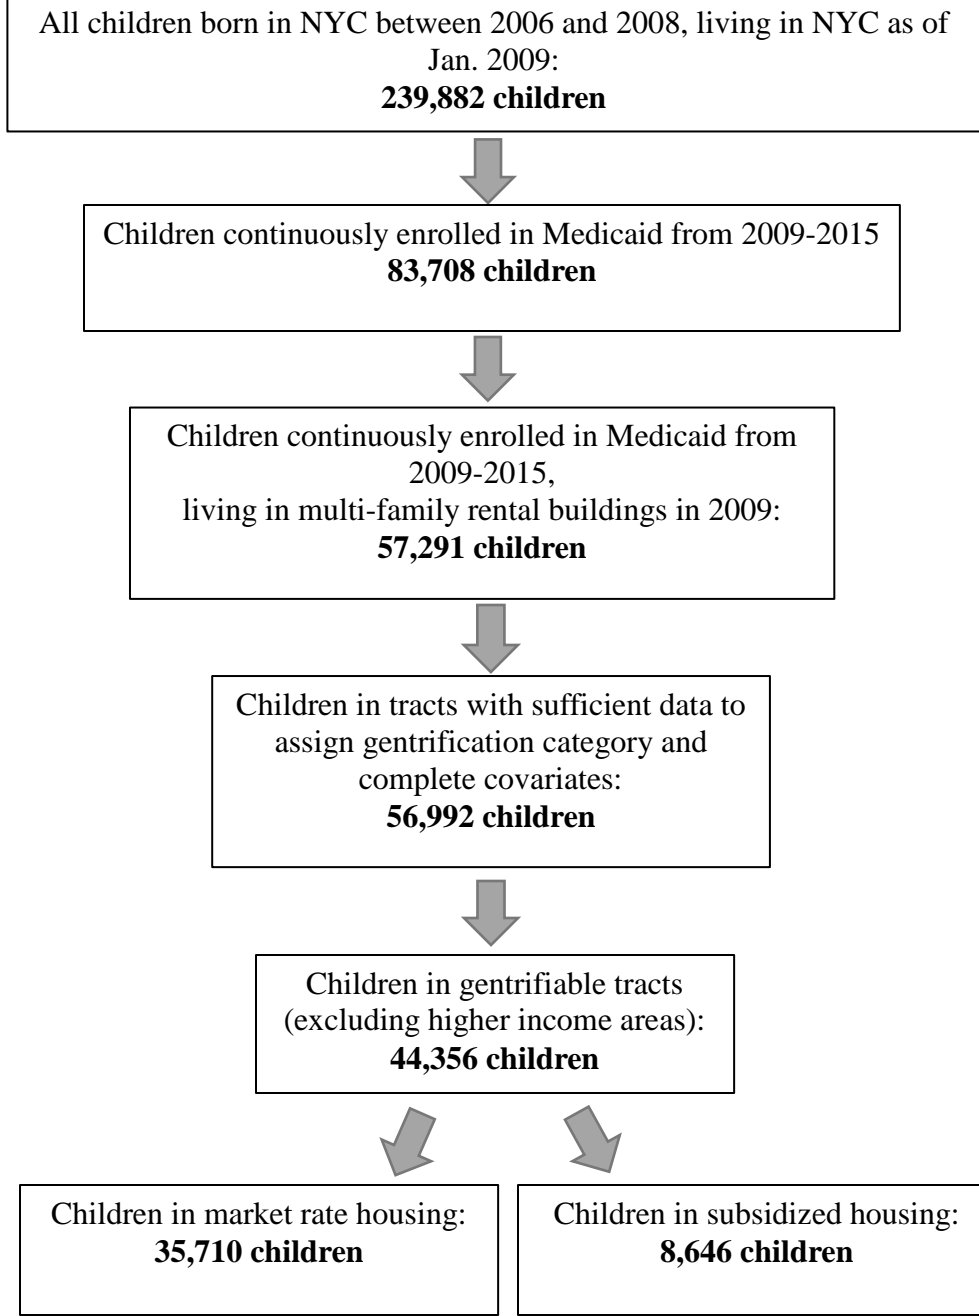 All children born in NYC between 2006 and 2008, living in NYC as of
Jan. 2009:
239,882 children
Children continuously enrolled in Medicaid from 2009-2015
83,708 children
Children continuously enrolled in Medicaid from
2009-2015,
living in multi-family rental buildings in 2009:
57,291 children
Children in tracts with sufficient data to
assign gentrification category and
complete covariates:
56,992 children
Children in gentrifiable tracts
(excluding higher income areas):
44,356 children
Children in market rate housing:
35,710 children
Children in subsidized housing:
8,646 children